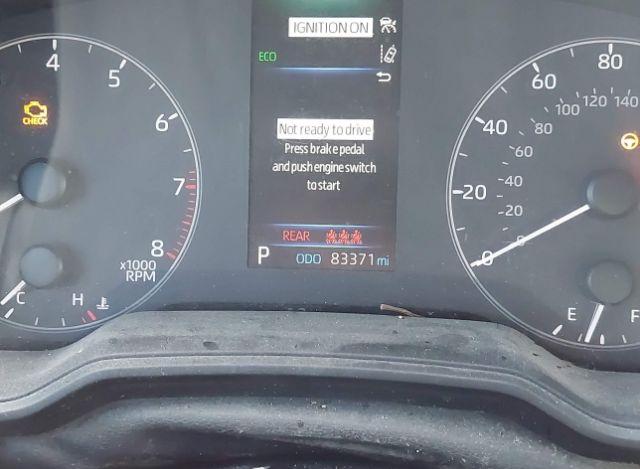 IGNITION ON
ECO
Not ready to drive
Press brake pedal
and push engine switch
to start
REAR
P ODO 83371 mi
4
5
6
7
8
x1000
RPM
CHECK
C H
0
20
40
60
80
0
20
40
60
80
100
120
140
E F